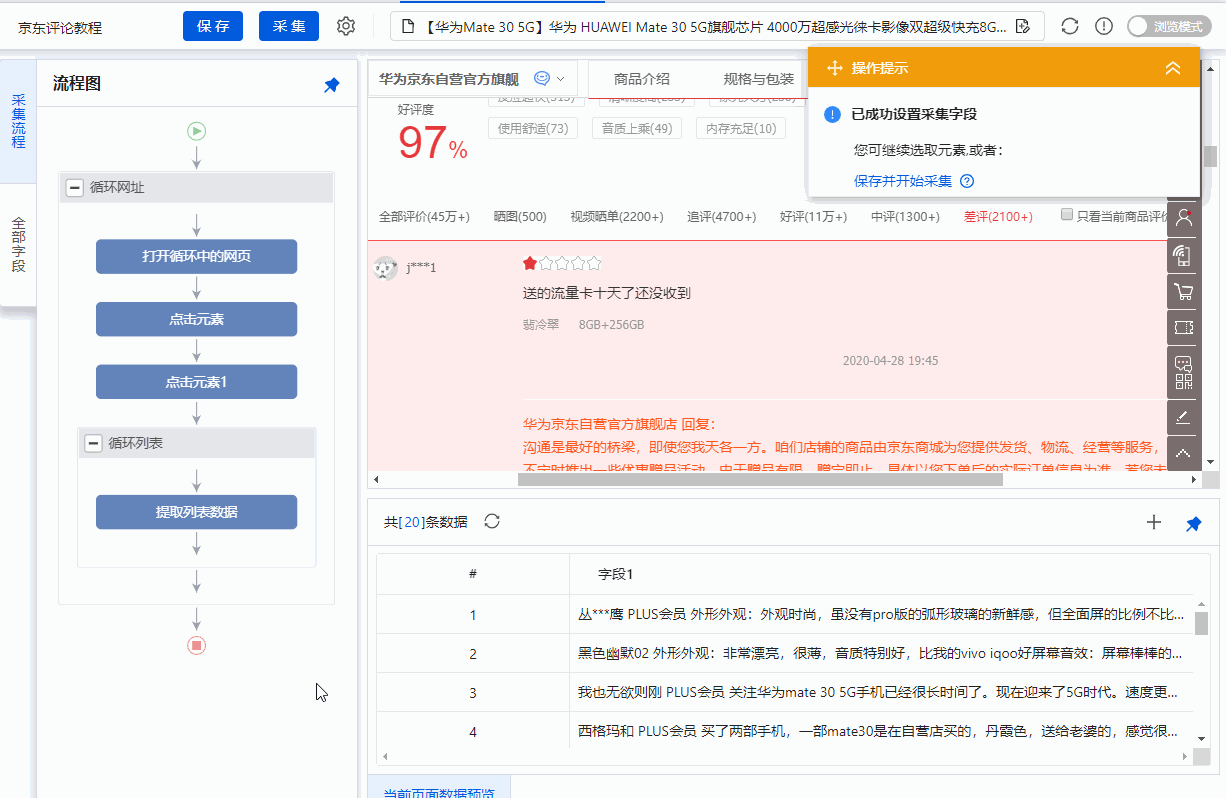 京东评论教程
保存
采集
【华为Mate 30 5G】华为 HUAWEI Mate 30 5G旗舰芯片 4000万超感光徕卡影像双超级快充8G...
浏览模式
采集流程
全部字段
流程图
循环网址
打开循环中的网页
点击元素
点击元素1
循环列表
提取列表数据
华为京东自营官方旗舰
商品介绍
规格与包装
操作提示
已成功设置采集字段
您可继续选取元素,或者：
保存并开始采集
好评度
97%
使用舒适(73)
音质上乘(49)
内存充足(10)
全部评价(45万+)
晒图(500)
视频晒单(2200+)
追评(4700+)
好评(11万+)
中评(1300+)
差评(2100+)
只看当前商品评价
j***1
送的流量卡十天了还没收到
翡冷翠
8GB+256GB
2020-04-28 19:45
华为京东自营官方旗舰店 回复：
沟通是最好的桥梁，即使您我天各一方。咱们店铺的商品由京东商城为您提供发货、物流、经营等服务，
共[20]条数据
#
字段1
1
丛***鹰 PLUS会员 外形外观：外观时尚，虽没有pro版的弧形玻璃的新鲜感，但全面屏的比例不比...
2
黑色幽默02 外形外观：非常漂亮，很薄，音质特别好，比我的vivo iqoo好屏幕音效：屏幕棒棒的...
3
我也无欲则刚 PLUS会员 关注华为mate 30 5G手机已经很长时间了。现在迎来了5G时代。速度更...
4
西格玛和 PLUS会员 买了两部手机，一部mate30是在自营店买的，丹霞色，送给老婆的，感觉很...
当前页面数据预览